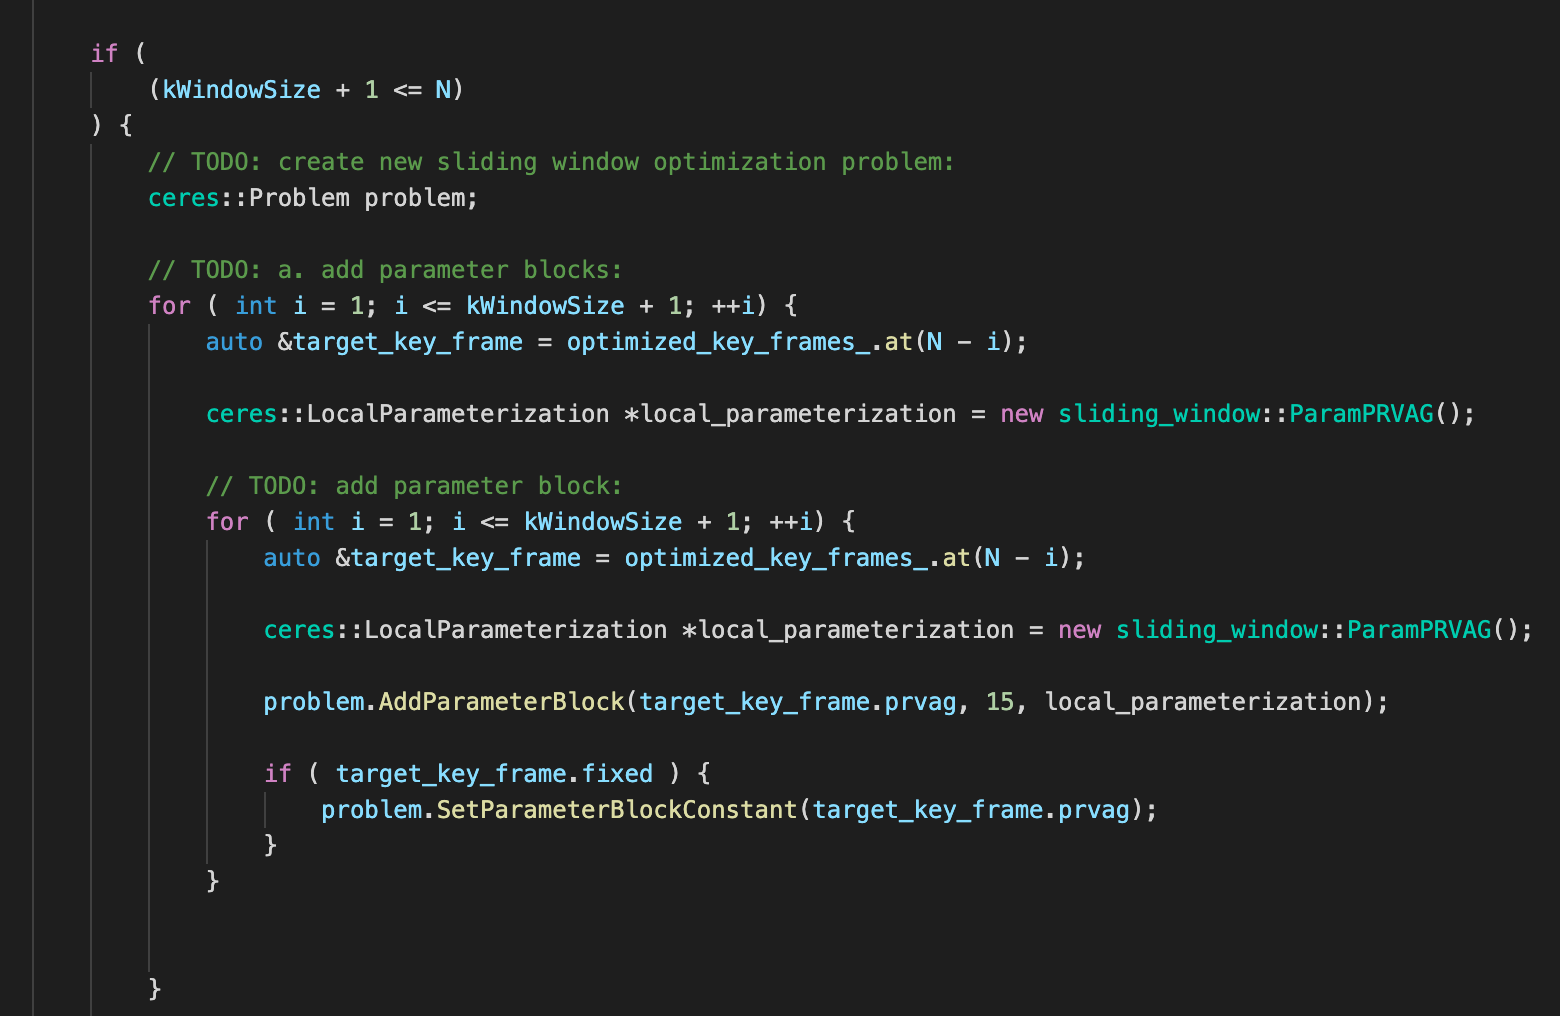 if (
(kWindowSize + 1 <= N)
) {
// TODO: create new sliding window optimization problem:
ceres::Problem problem;
// TODO: a. add parameter blocks:
for ( int i = 1; i <= kWindowSize + 1; ++i) {
auto &target_key_frame = optimized_key_frames_.at(N - i);
ceres::LocalParameterization *local_parameterization = new sliding_window::ParamPRVAG();
// TODO: add parameter block:
for ( int i = 1; i <= kWindowSize + 1; ++i) {
auto &target_key_frame = optimized_key_frames_.at(N - i);
ceres::LocalParameterization *local_parameterization = new sliding_window::ParamPRVAG();
problem.AddParameterBlock(target_key_frame.prvag, 15, local_parameterization);
if ( target_key_frame.fixed ) {
problem.SetParameterBlockConstant(target_key_frame.prvag);
}
}
}